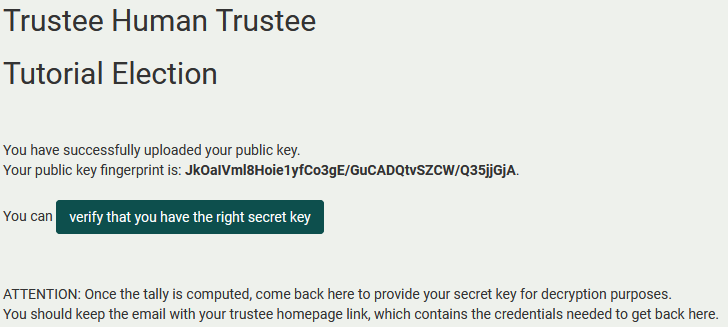 Trustee Human Trustee
Tutorial Election
You have successfully uploaded your public key.
Your public key fingerprint is: JkOaIVml8Hoie1yfCo3gE/GuCADQtvSZCW/Q35jjGjA.
You can verify that you have the right secret key
ATTENTION: Once the tally is computed, come back here to provide your secret key for decryption purposes.
You should keep the email with your trustee homepage link, which contains the credentials needed to get back here.